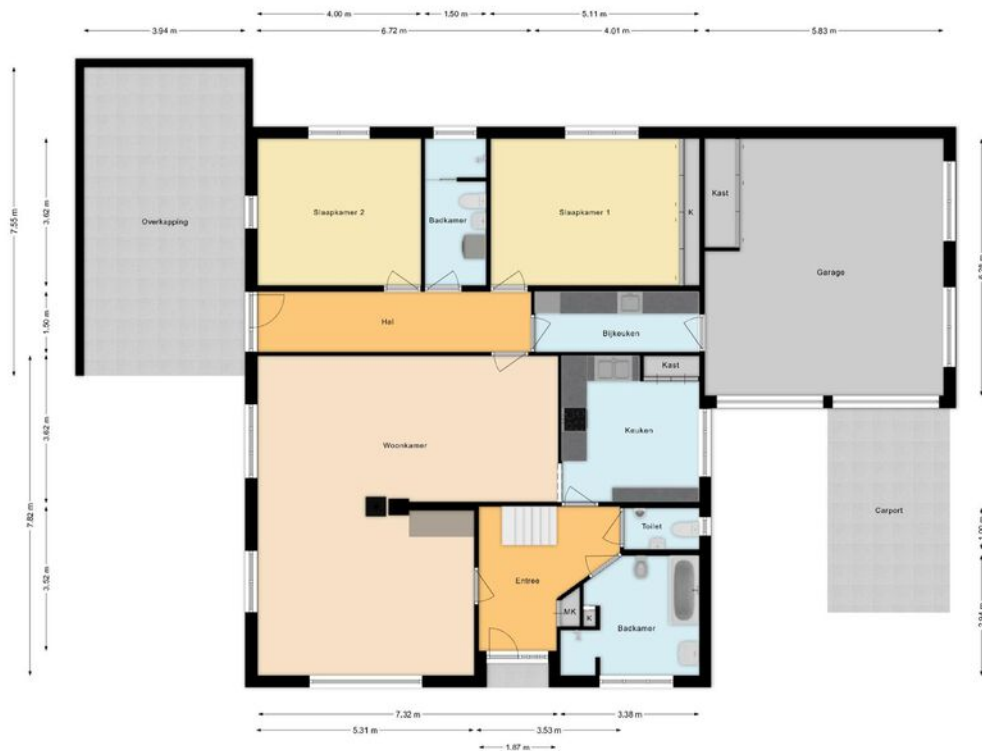 4.00 m
1.50 m
5.11 m
3.94 m
6.72 m
4.01 m
5.83 m
7.55 m
3.62 m
1.50 m
3.62 m
7.82 m
3.52 m
Overkapping
Slaapkamer 2
Badkamer
Slaapkamer 1
K
Kast
Garage
Hal
Bijkeuken
Kast
Woonkamer
Keuken
Carport
Toilet
Entree
MK
K
Badkamer
1.00 m
7.32 m
3.38 m
5.31 m
3.53 m
1.87 m